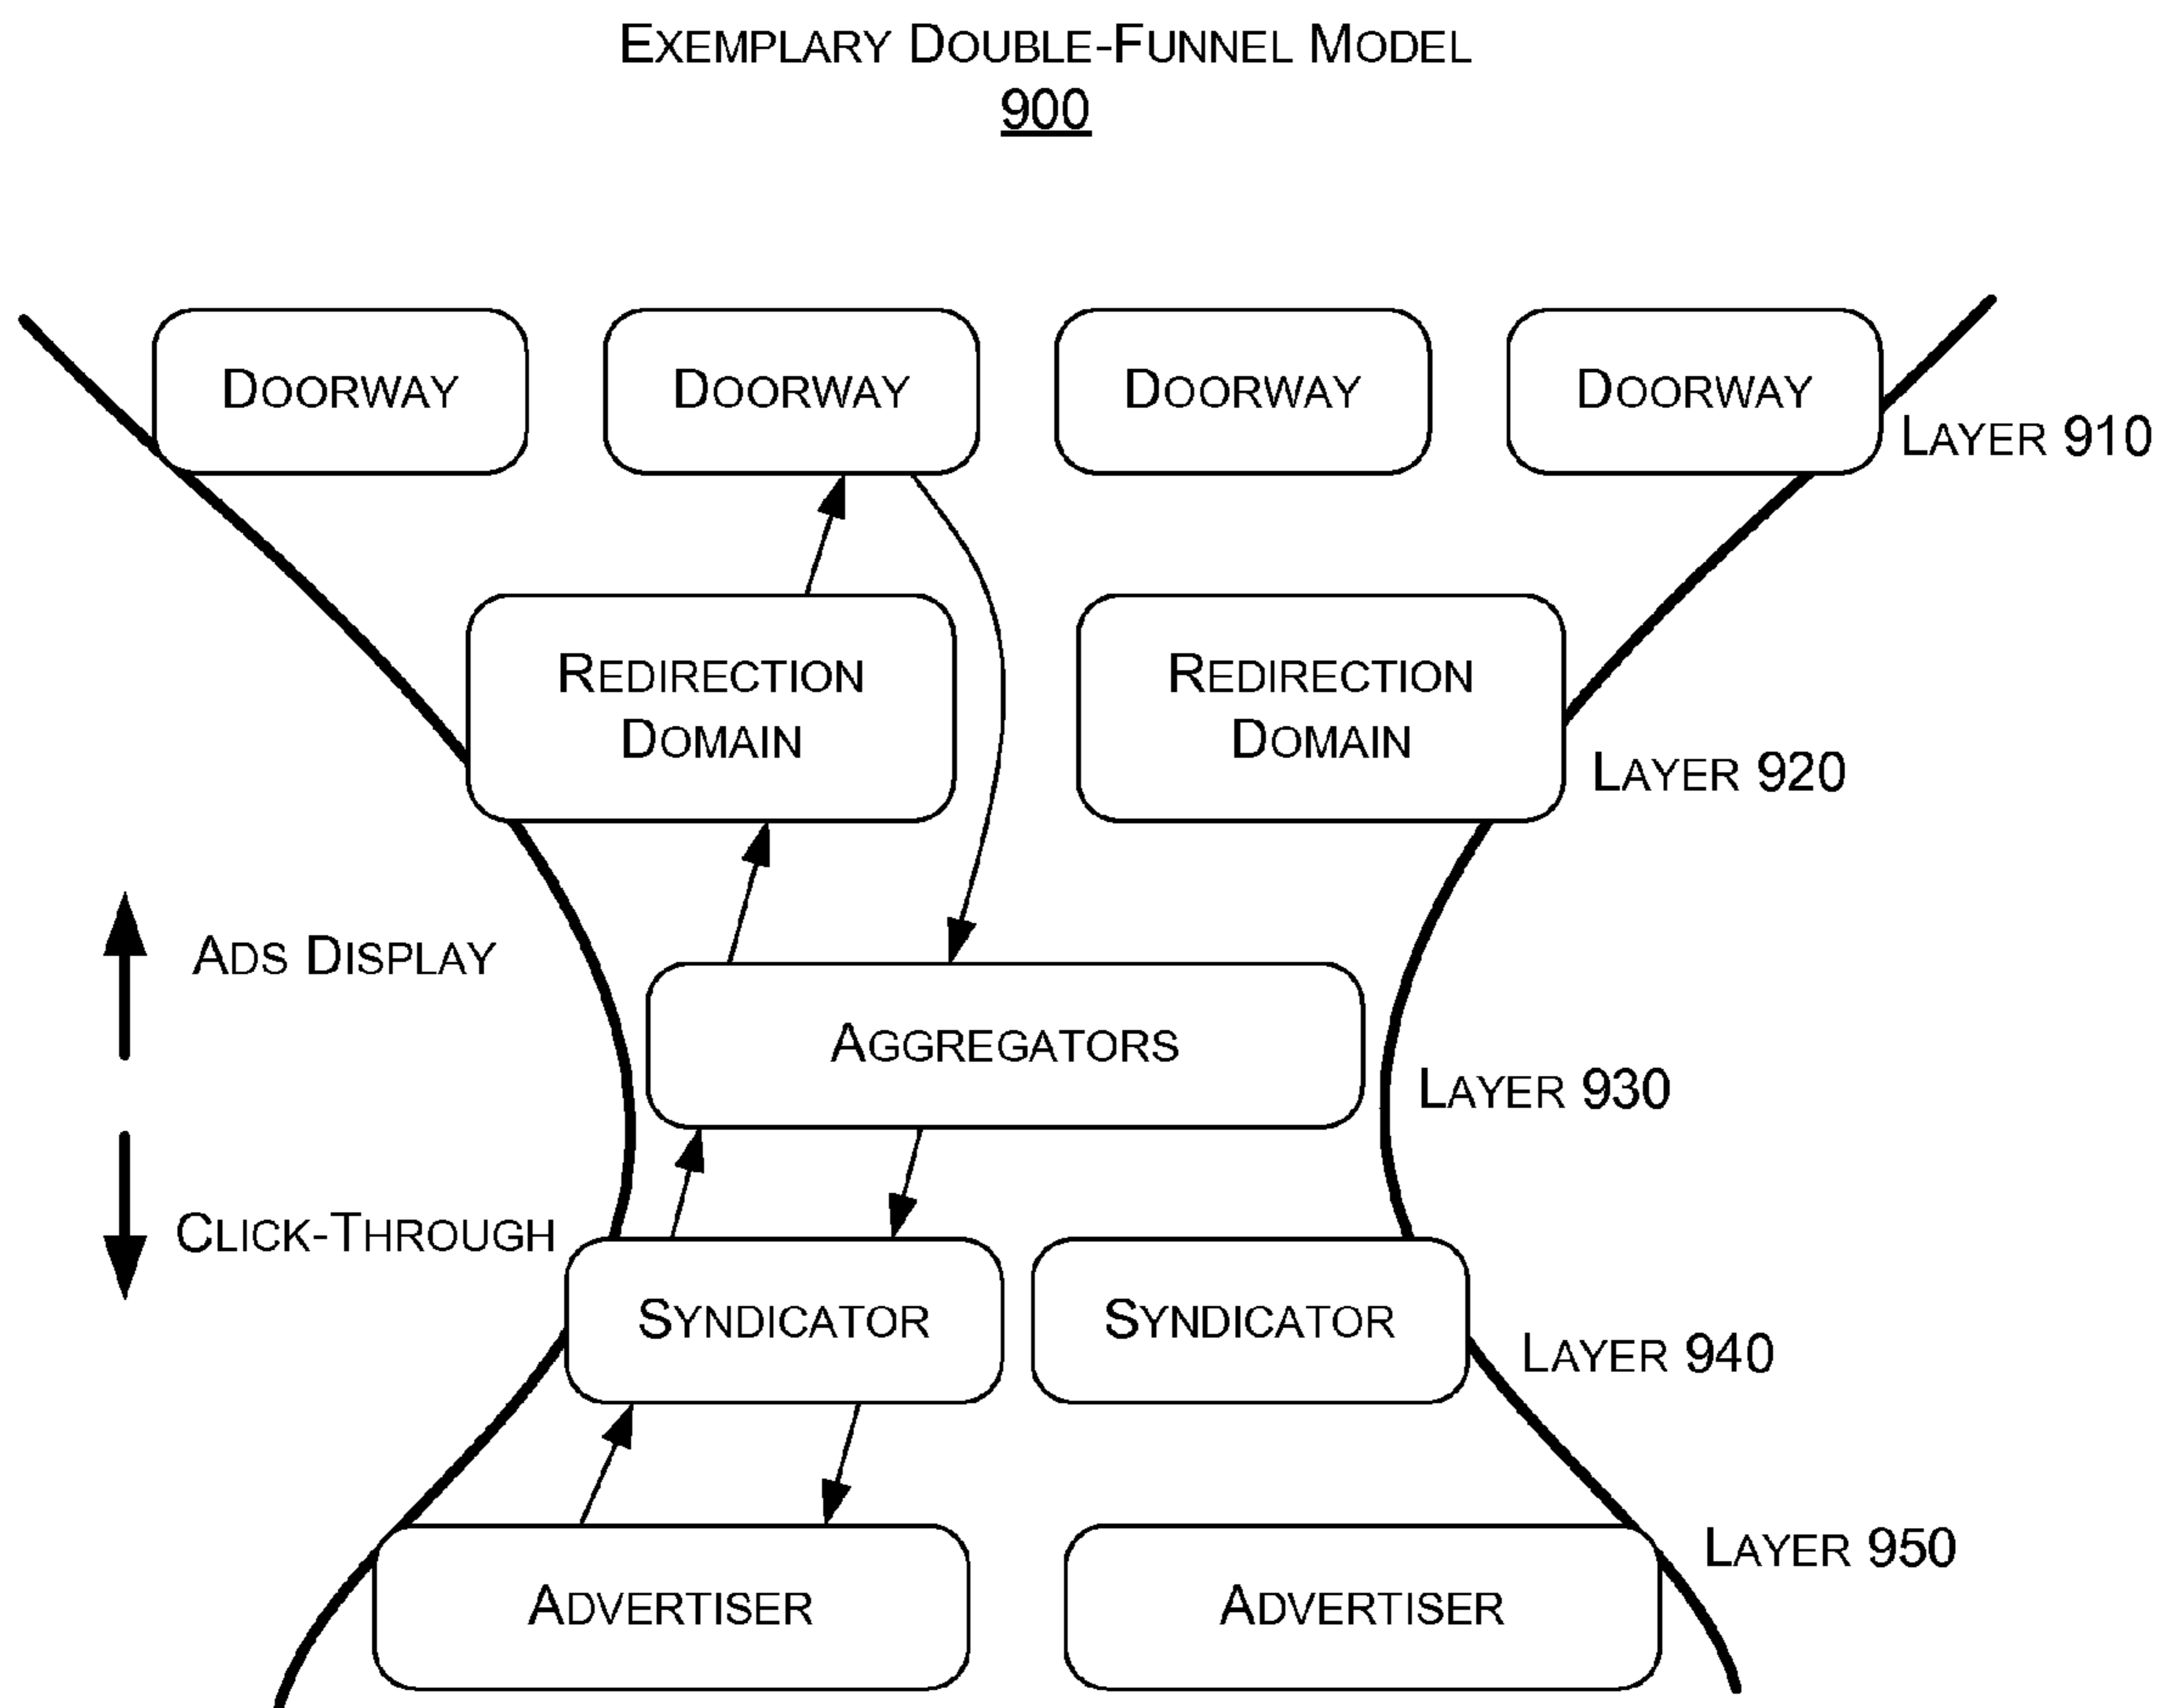 EXEMPLARY DOUBLE-FUNNEL MODEL
900
DOORWAY
DOORWAY
DOORWAY
DOORWAY
LAYER 910
REDIRECTION
DOMAIN
REDIRECTION
DOMAIN
LAYER 920
ADS DISPLAY
AGGREGATORS
LAYER 930
CLICK-THROUGH
SYNDICATOR
SYNDICATOR
LAYER 940
ADVERTISER
ADVERTISER
LAYER 950